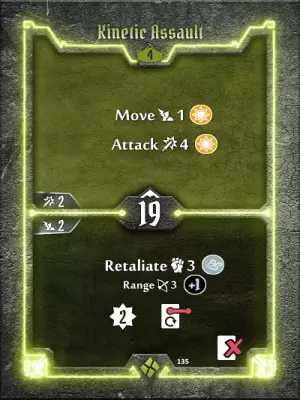 Kinetic Assault
4
Move 1
Attack 4
2
19
2
Retaliate 3
Range 3 +1
2
135